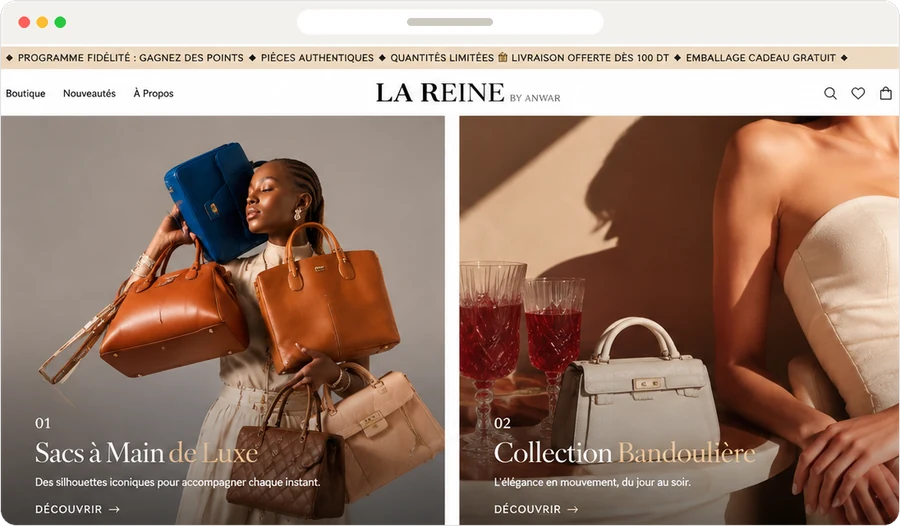 ◆ PROGRAMME FIDÉLITÉ : GAGNEZ DES POINTS ◆ PIÈCES AUTHENTIQUES ◆ QUANTITÉS LIMITÉES 🎁 LIVRAISON OFFERTE DÈS 100 DT ◆ EMBALLAGE CADEAU GRATUIT ◆
Boutique Nouveautés À Propos
LA REINE BY ANWAR
01
Sacs à Main de Luxe
Des silhouettes iconiques pour accompagner chaque instant.
DÉCOUVRIR →
02
Collection Bandoulière
L'élégance en mouvement, du jour au soir.
DÉCOUVRIR →